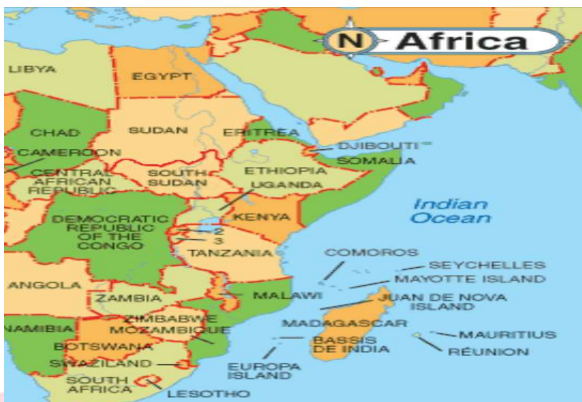 N Africa
LIBYA
EGYPT
CHAD
SUDAN
ERITREA
DJIBOUTI
CAMEROON
SOMALIA
CENTRAL
AFRICAN
REPUBLIC
SOUTH
SUDAN
ETHIOPIA
UGANDA
DEMOCRATIC
REPUBLIC
OF THE
CONGO
KENYA
Indian
Ocean
2
3
TANZANIA
COMOROS
SEYCHELLES
MAYOTTE ISLAND
ANGOLA
ZAMBIA
MALAWI
JUAN DE NOVA
ISLAND
ZIMBABWE
MOZAMBIQUE
MADAGASCAR
NAMIBIA
BOTSWANA
BASSIS
DE INDIA
MAURITIUS
RÉUNION
SWAZILAND
EUROPA
ISLAND
SOUTH
AFRICA
LESOTHO